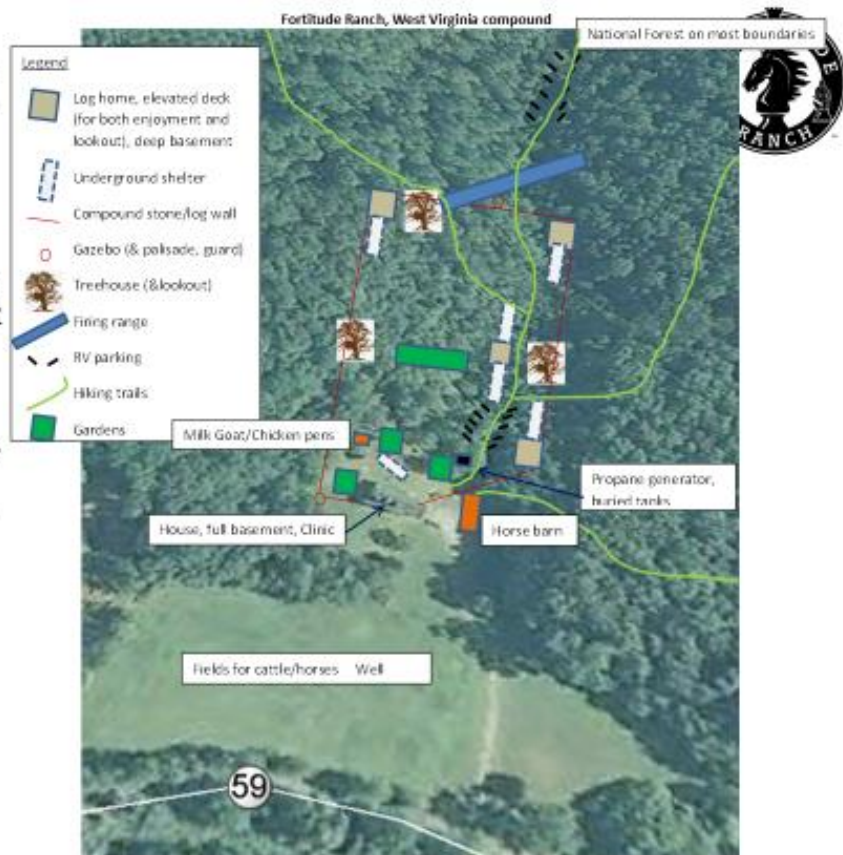 Fortitude Ranch, West Virginia compound
National Forest on most boundaries
DE
RANCH
Legend
Log home, elevated deck
(for both enjoyment and
lookout), deep basement
Underground shelter
Compound stone/log wall
Gazebo (& palisade, guard)
Treehouse (&lookout)
Firing range
RV parking
Hiking trails
Gardens
Milk Goat/Chicken pens
Propane generator,
buried tanks
House, full basement, Clinic
Horse barn
Fields for cattle/horses Well
59